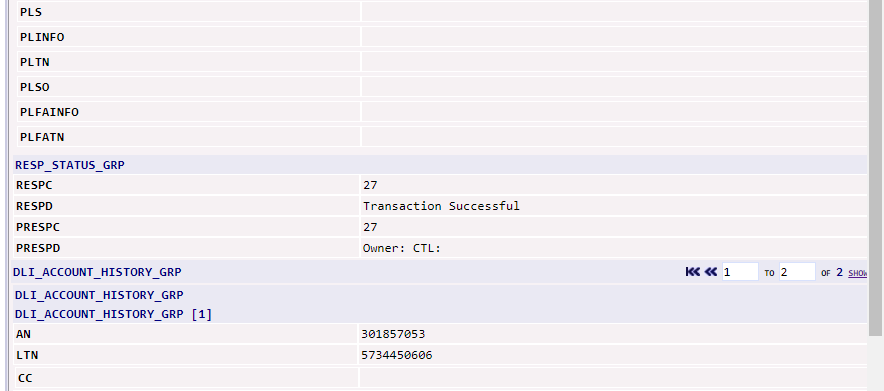 PLS
PLINFO
PLTN
PLSO
PLFAINFO
PLFATN
RESP_STATUS_GRP
RESPC 27
RESPD Transaction Successful
PRESPC 27
PRESPD Owner: CTL:
DLI_ACCOUNT_HISTORY_GRP 1 TO 2 OF 2 SHOW
DLI_ACCOUNT_HISTORY_GRP
DLI_ACCOUNT_HISTORY_GRP [1]
AN 301857053
LTN 5734450606
CC